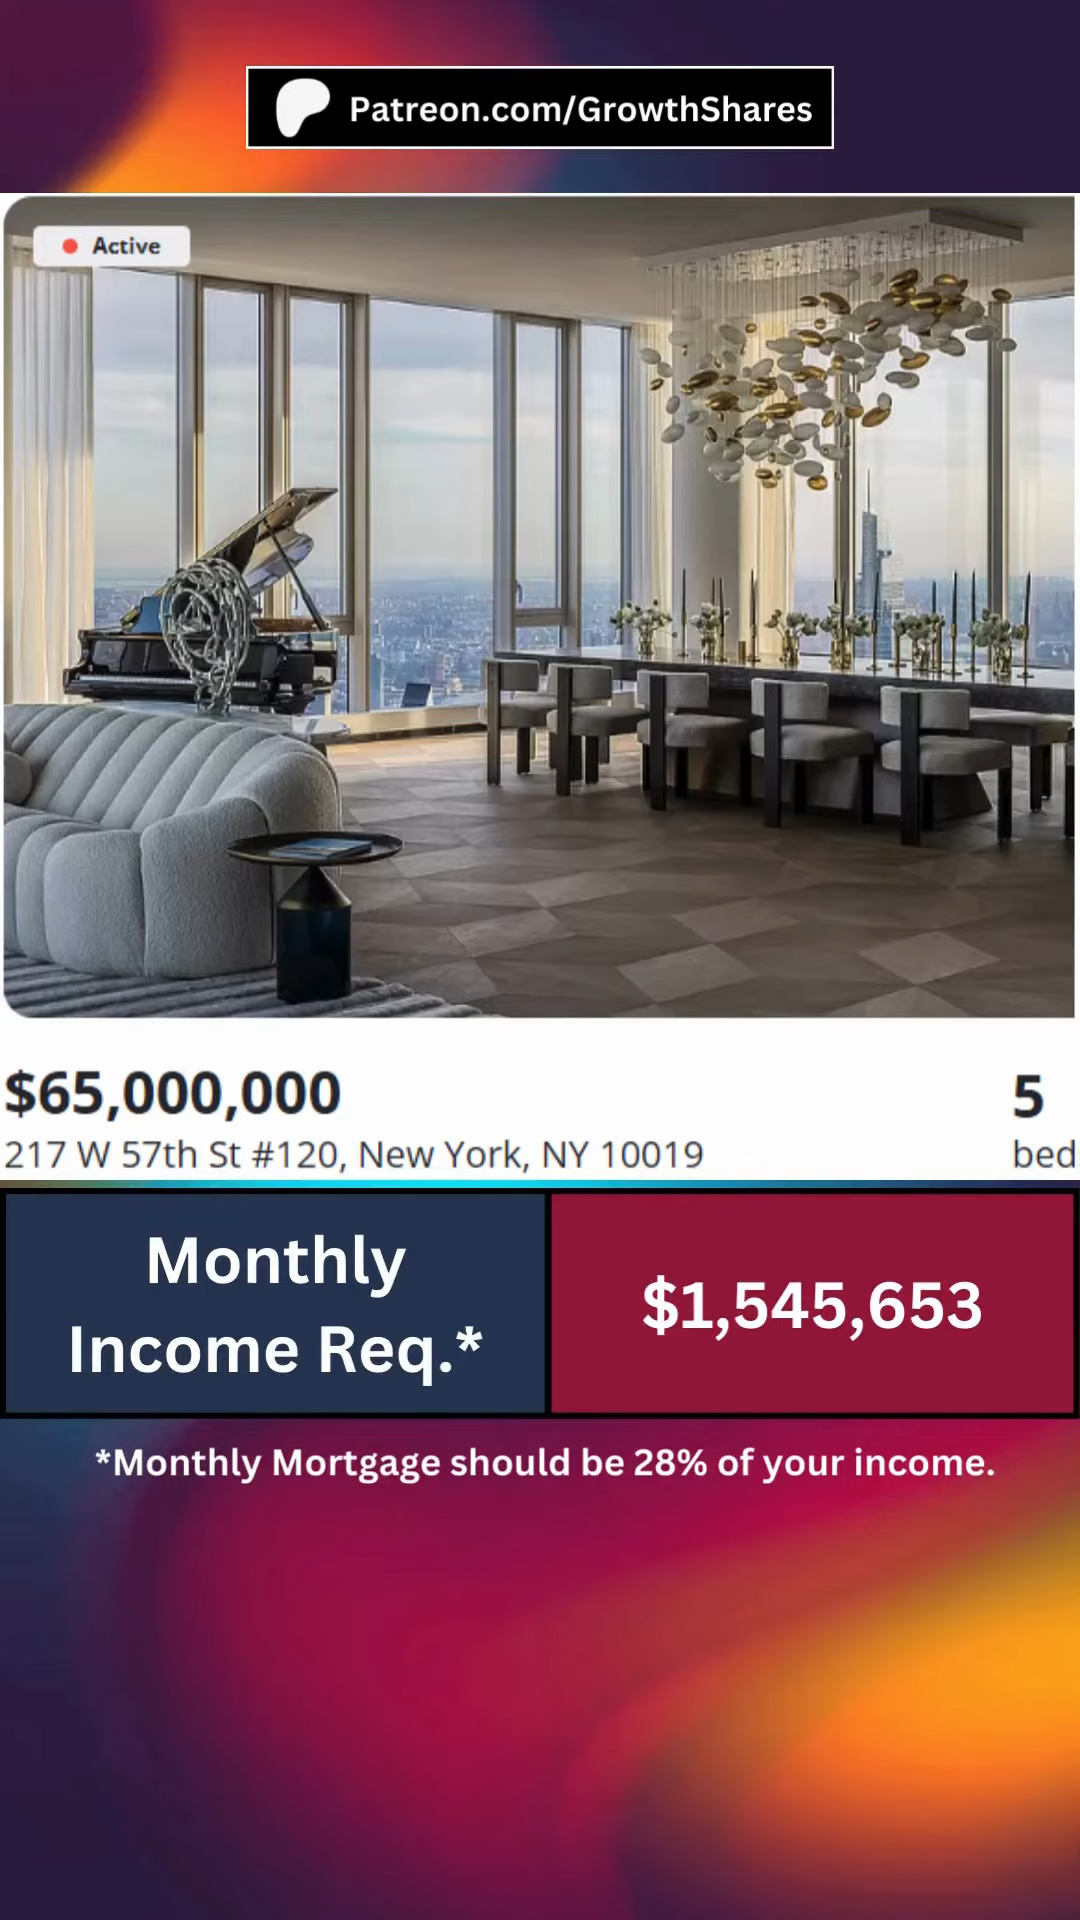 Patreon.com/GrowthShares
Active
$65,000,000
5
217 W 57th St #120, New York, NY 10019
bed
Monthly
Income Req.*
$1,545,653
*Monthly Mortgage should be 28% of your income.